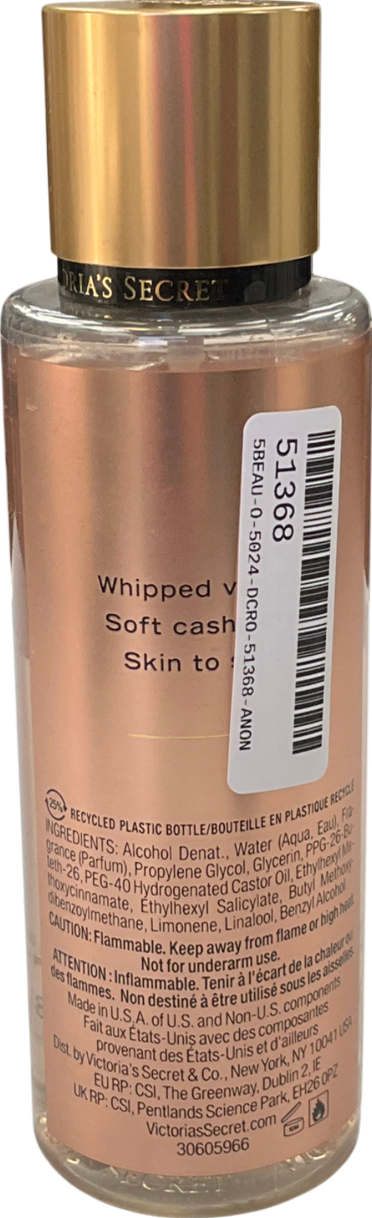 RIA'S SECRET
Whipped v
Soft cash
Skin to
51368
5BEAU-0-5024-DCRO-51368-ANON
25%
RECYCLED PLASTIC BOTTLE/BOUTEILLE EN PLASTIQUE RECYCLÉ
INGREDIENTS: Alcohol Denat., Water (Aqua, Eau), Fra-
grance (Parfum), Propylene Glycol, Glycerin, PPG-26-Bu-
teth-26, PEG-40 Hydrogenated Castor Oil, Ethylhexyl Me-
thoxycinnamate, Ethylhexyl Salicylate, Butyl Methoxy-
dibenzoylmethane, Limonene, Linalool, Benzyl Alcohol
CAUTION: Flammable. Keep away from flame or high heat.
Not for underarm use.
ATTENTION : Inflammable. Tenir à l'écart de la chaleur ou
des flammes. Non destiné à être utilisé sous les aisselles.
Made in U.S.A. of U.S. and Non-U.S. components
Fait aux États-Unis avec des composantes
provenant des États-Unis et d'ailleurs
Dist. by Victoria's Secret & Co., New York, NY 10041 USA
EU RP: CSI, The Greenway, Dublin 2, IE
UK RP: CSI, Pentlands Science Park, EH26 0PZ
VictoriasSecret.com
30605966
SECRET